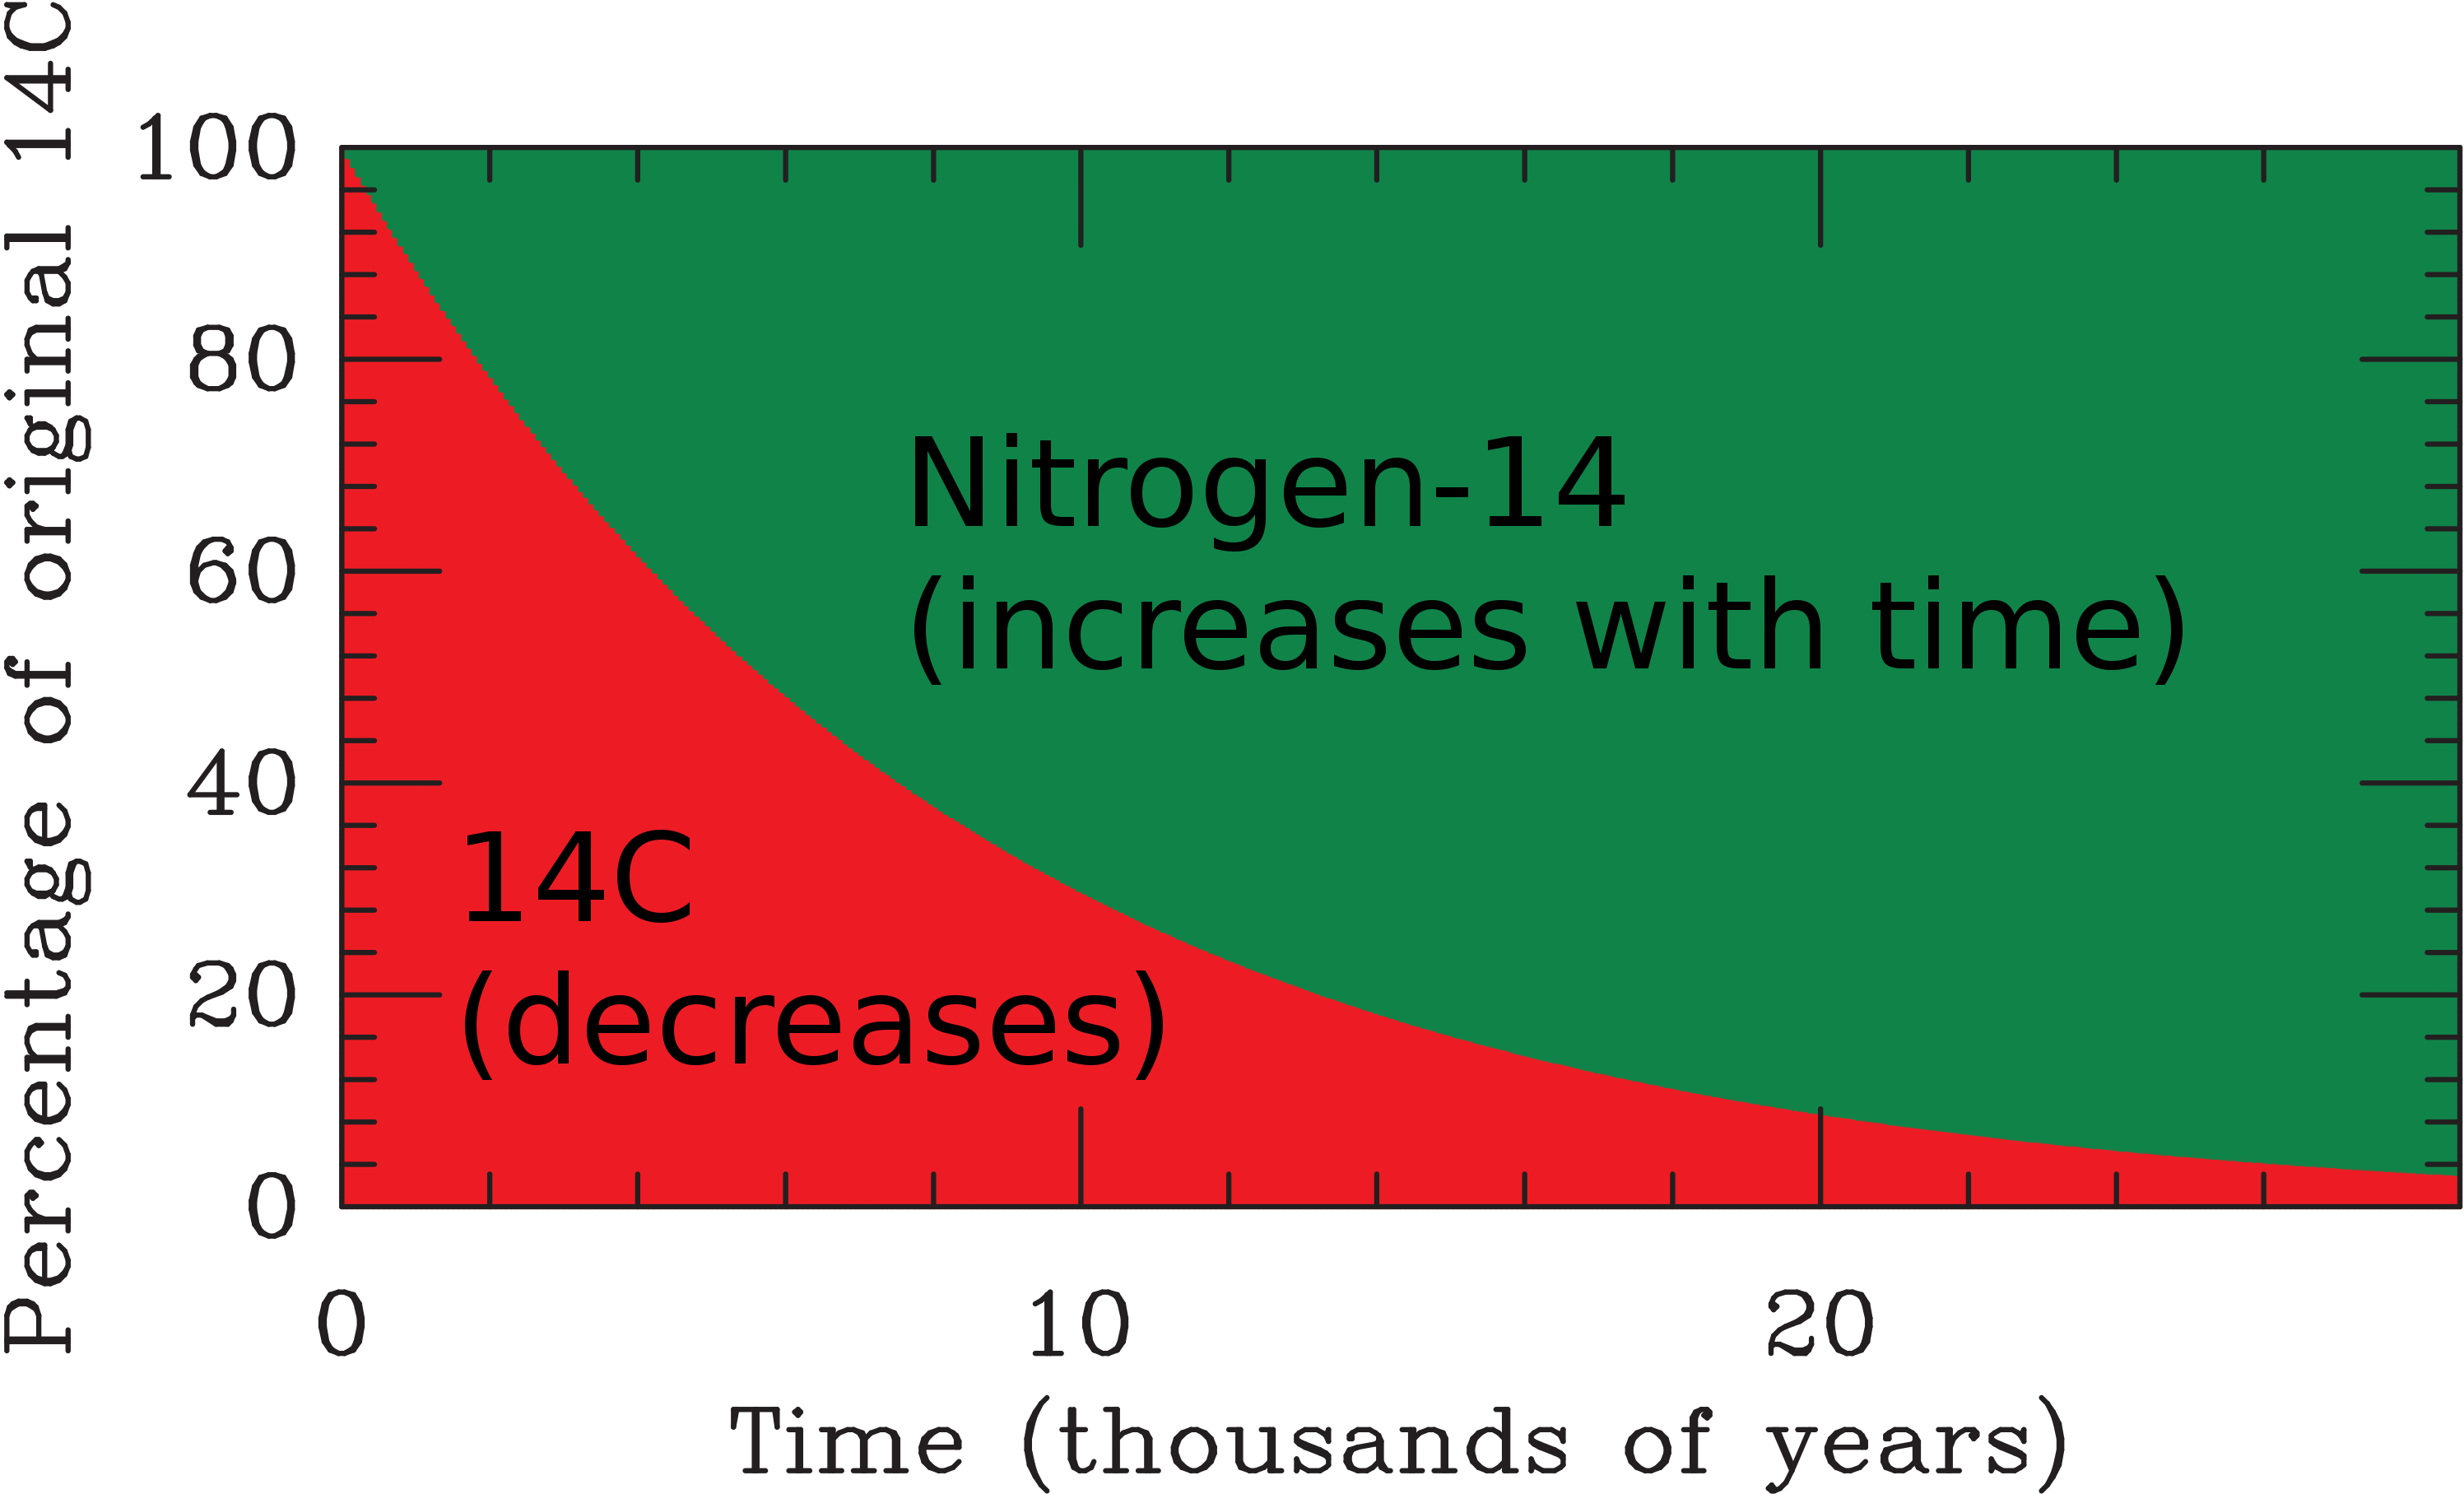 Percentage of original 14C
100
80
60
40
20
0
Nitrogen-14
(increases with time)
14C
(decreases)
0 10 20
Time (thousands of years)